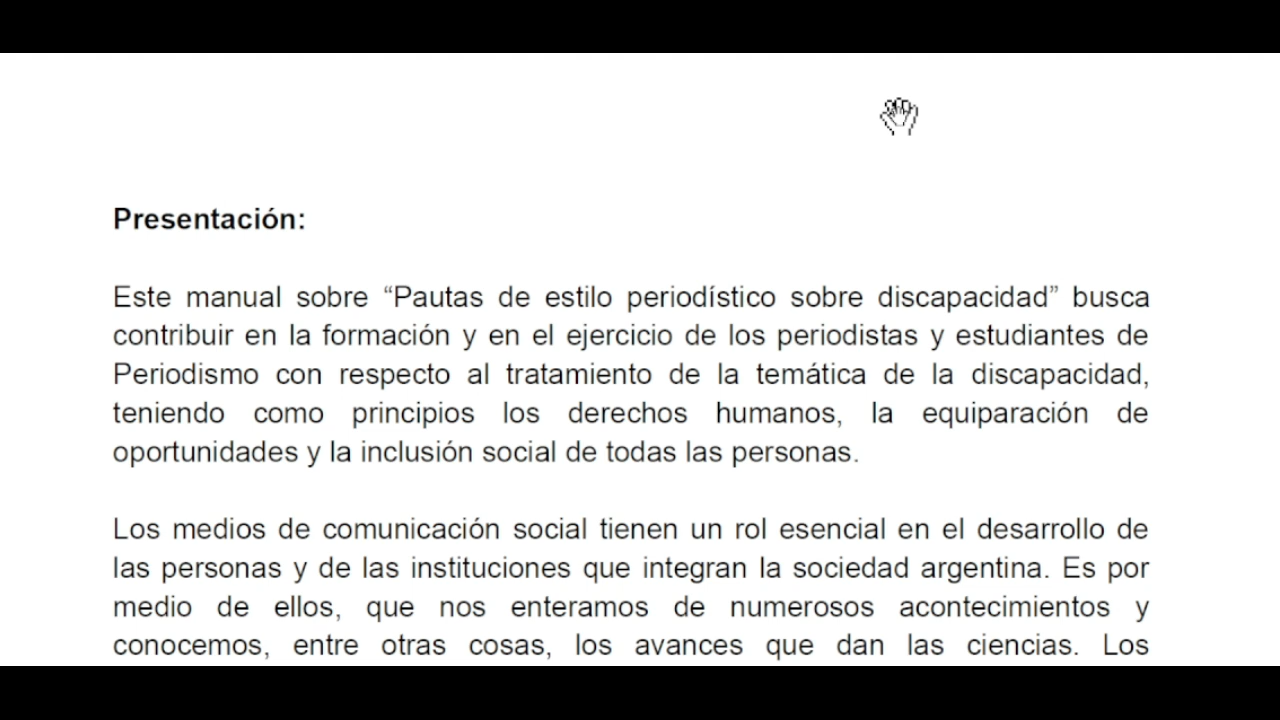 Presentación:
Este manual sobre “Pautas de estilo periodístico sobre discapacidad” busca
contribuir en la formación y en el ejercicio de los periodistas y estudiantes de
Periodismo con respecto al tratamiento de la temática de la discapacidad,
teniendo como principios los derechos humanos, la equiparación de
oportunidades y la inclusión social de todas las personas.
Los medios de comunicación social tienen un rol esencial en el desarrollo de
las personas y de las instituciones que integran la sociedad argentina. Es por
medio de ellos, que nos enteramos de numerosos acontecimientos y
conocemos, entre otras cosas, los avances que dan las ciencias. Los